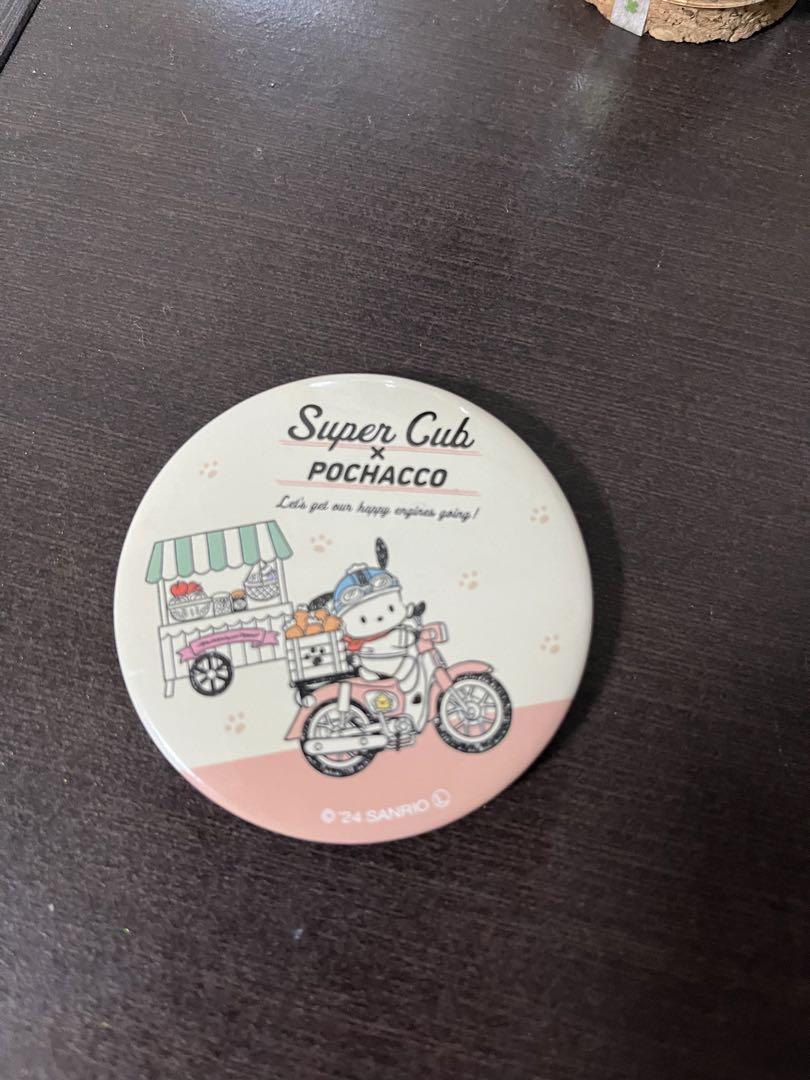 Super Cub
×
POCHACCO
Let's get our happy engines going!
© '24 SANRIO Ⓛ